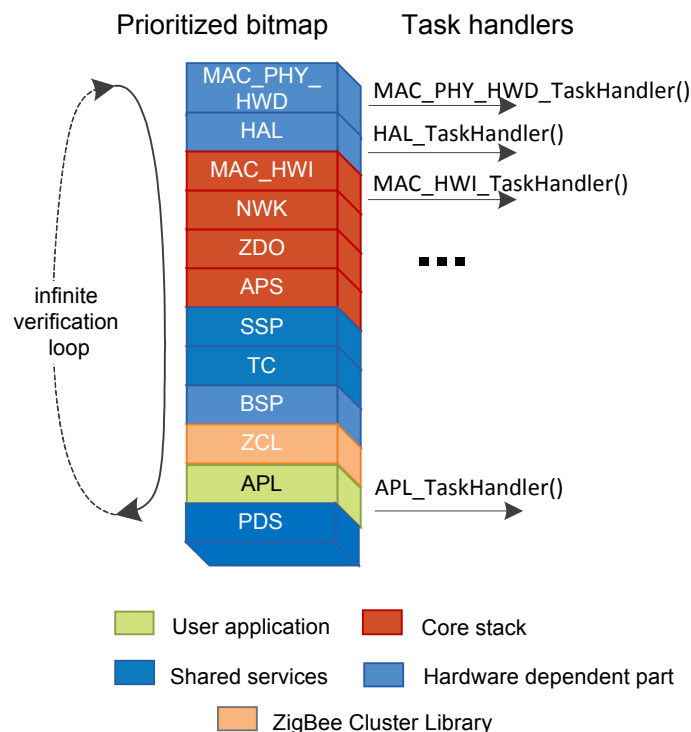 Prioritized bitmap
Task handlers
MAC_PHY_
HWD
MAC_PHY_HWD_TaskHandler()
HAL
HAL_TaskHandler()
MAC_HWI
MAC_HWI_TaskHandler()
NWK
ZDO
APS
infinite
verification
loop
SSP
TC
BSP
ZCL
APL
APL_TaskHandler()
PDS
User application
Core stack
Shared services
Hardware dependent part
ZigBee Cluster Library